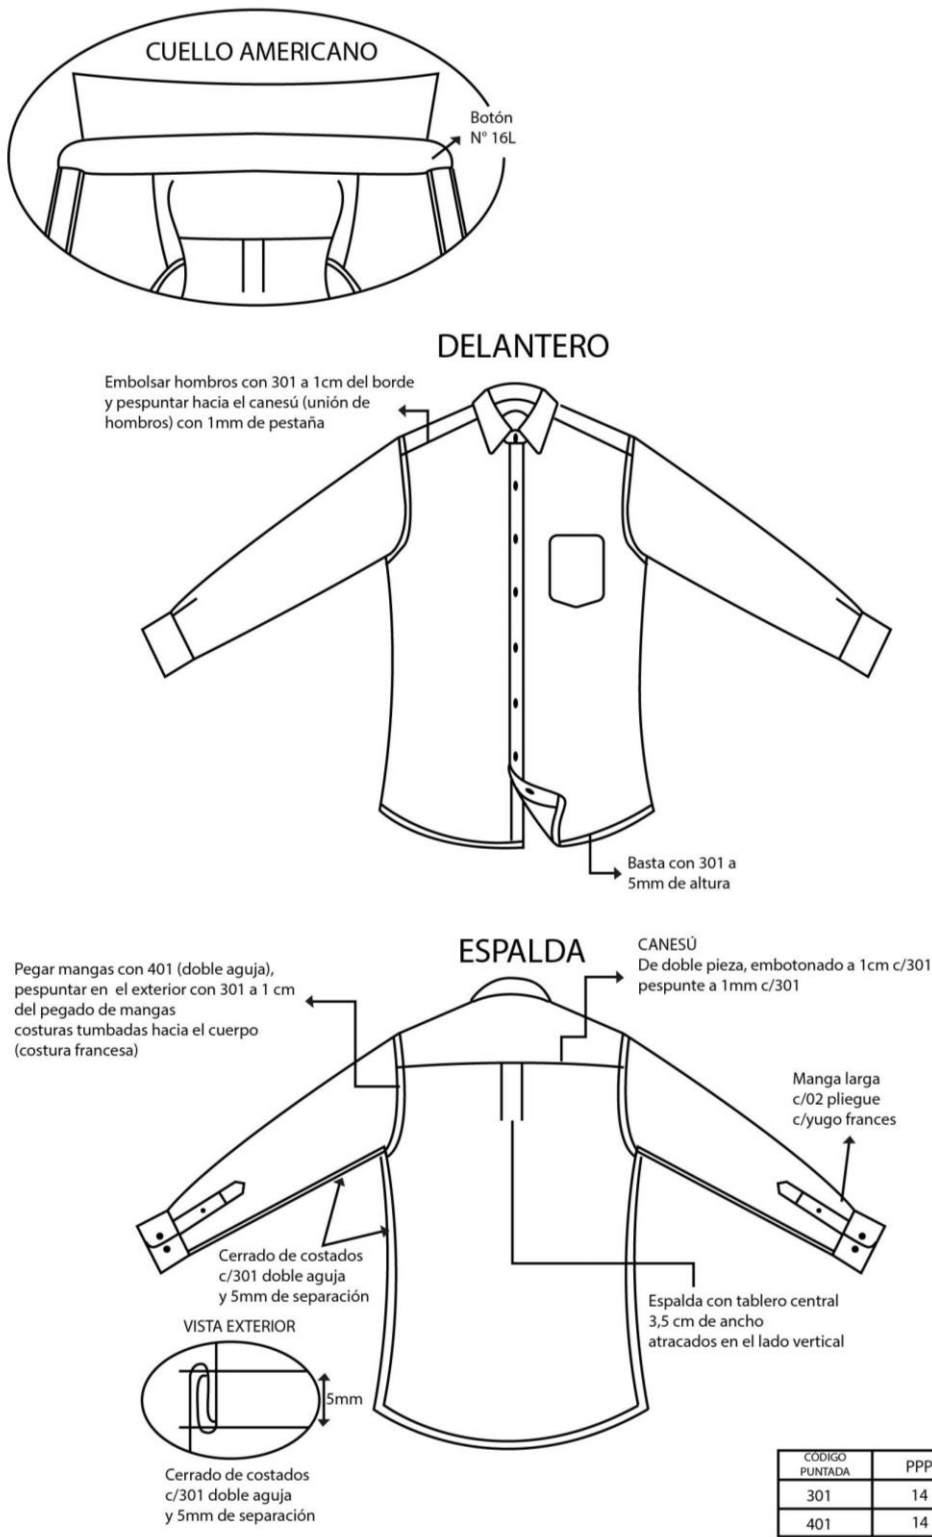 CUELLO AMERICANO
Botón
N° 16L
DELANTERO
Embolsar hombros con 301 a 1cm del borde
y pespuntar hacia el canesú (unión de
hombros) con 1mm de pestaña
Basta con 301 a
5mm de altura
ESPALDA
CANESÚ
De doble pieza, embotonado a 1cm c/301
pespunte a 1mm c/301
Pegar mangas con 401 (doble aguja),
pespuntar en el exterior con 301 a 1 cm
del pegado de mangas
costuras tumbadas hacia el cuerpo
(costura francesa)
Manga larga
c/02 pliegue
c/yugo frances
Cerrado de costados
c/301 doble aguja
y 5mm de separación
Espalda con tablero central
3,5 cm de ancho
atracados en el lado vertical
VISTA EXTERIOR
5mm
Cerrado de costados
c/301 doble aguja
y 5mm de separación
CÓDIGO
PUNTADA
PPP
301 14
401 14